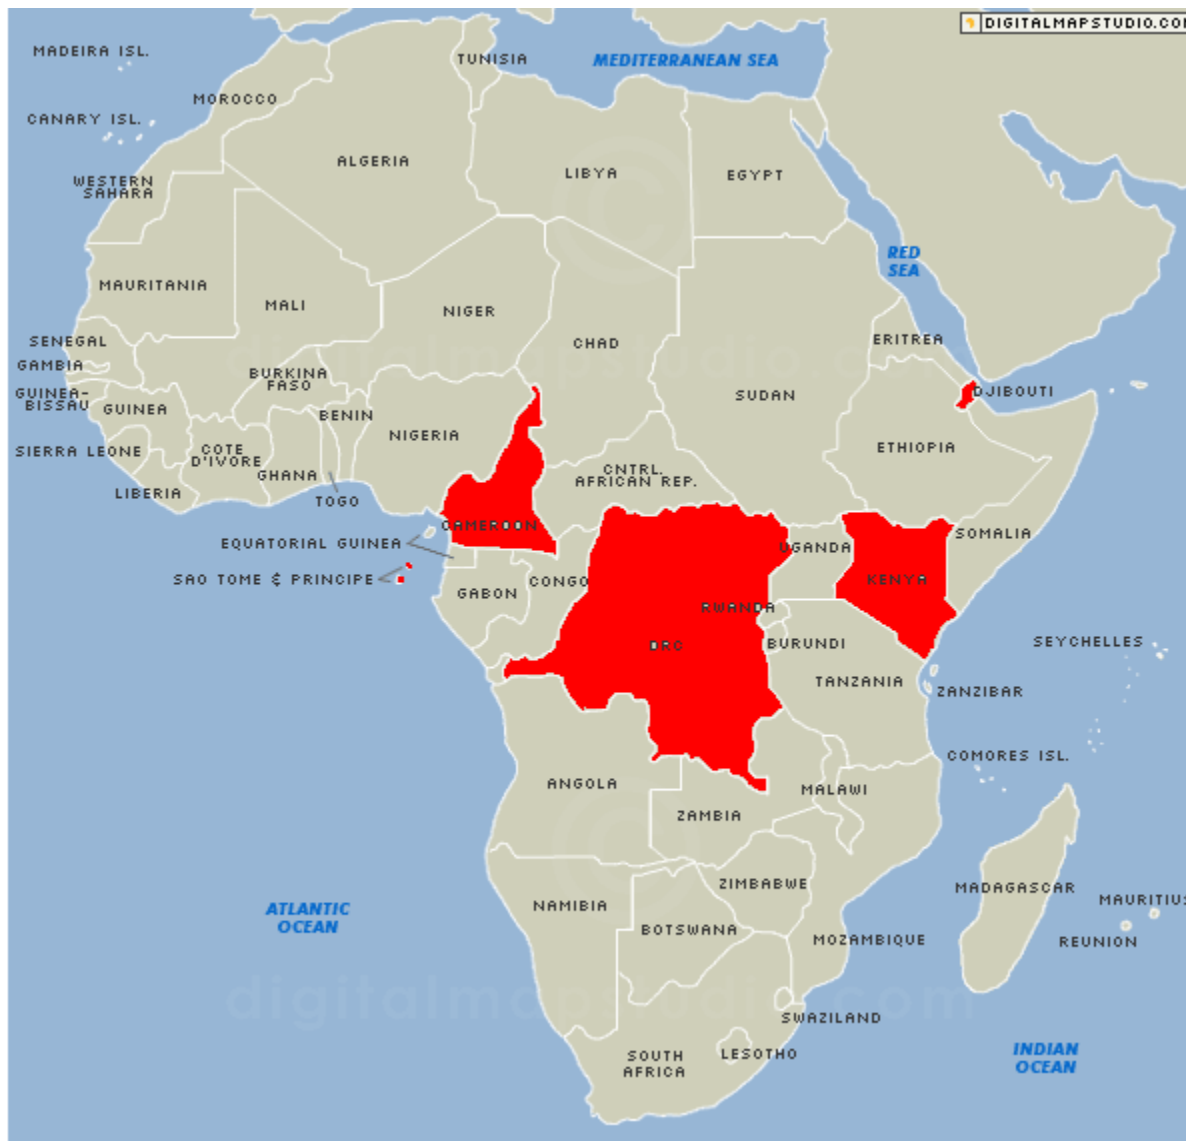 DIGITALMAPSTUDIO.CO
MADEIRA ISL.
TUNISIA
MEDITERRANEAN SEA
MOROCCO
CANARY ISL.
ALGERIA
LIBYA
EGYPT
WESTERN
SAHARA
RED
SEA
MAURITANIA
MALI
NIGER
CHAD
ERITREA
SENEGAL
digitalmapstudio.com
GAMBIA
BURKINA
FASO
SUDAN
DJIBOUTI
GUINEA-
BISSAU
GUINEA
BENIN
NIGERIA
ETHIOPIA
SIERRA LEONE
COTE
D'IVORE
GHANA
CNTRL.
AFRICAN REP.
LIBERIA
TOGO
CAMEROON
SOMALIA
EQUATORIAL GUINEA
UGANDA
SAO TOME & PRINCIPE
GABON
CONGO
KENYA
RWANDA
DRC
BURUNDI
SEYCHELLES
TANZANIA
ZANZIBAR
COMORES ISL.
ANGOLA
MALAWI
ZAMBIA
©
ZIMBABWE
MADAGASCAR
MAURITIUS
NAMIBIA
ATLANTIC
OCEAN
BOTSWANA
MOZAMBIQUE
REUNION
digitalmapstudio.com
SWAZILAND
SOUTH
AFRICA
LESOTHO
INDIAN
OCEAN